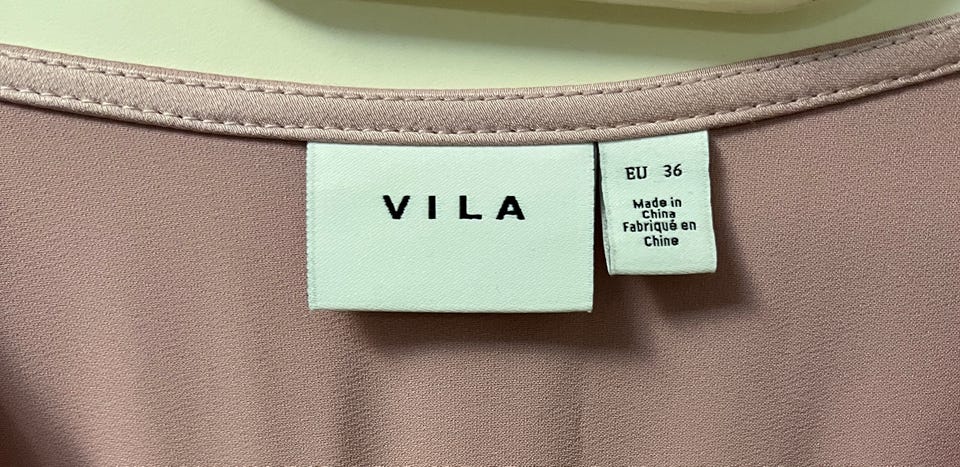 VILA
EU 36
Made in
China
Fabriqué en
Chine